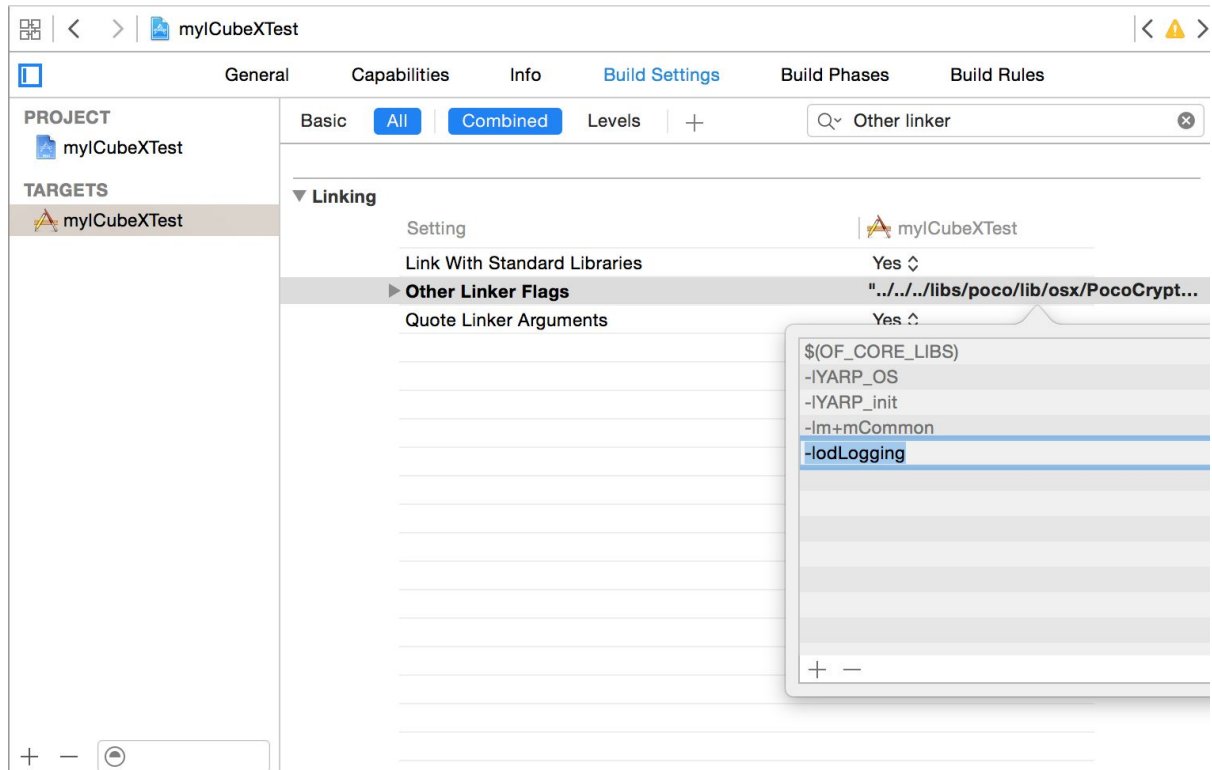 myICubeXTest
General Capabilities Info Build Settings Build Phases Build Rules
PROJECT
myICubeXTest
TARGETS
myICubeXTest
Basic All Combined Levels + Other linker
Linking
Setting myICubeXTest
Link With Standard Libraries Yes
Other Linker Flags "../../../libs/poco/lib/osx/PocoCrypt...
Quote Linker Arguments Yes
$(OF_CORE_LIBS)
-lYARP_OS
-lYARP_init
-lm+mCommon
-lodLogging